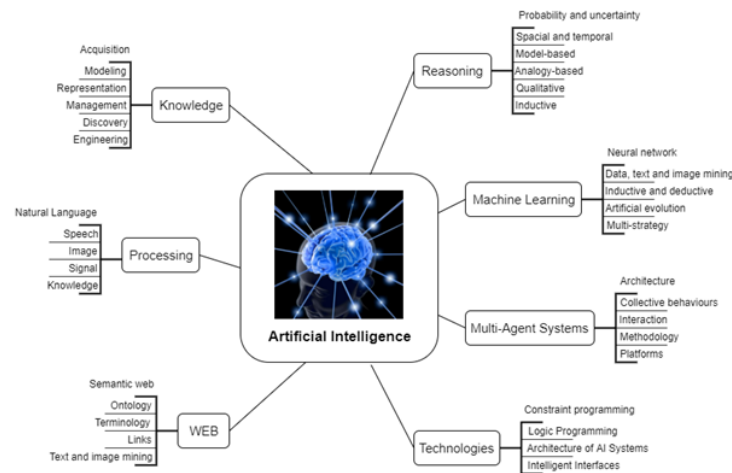 Acquisition
Modeling
Representation
Management
Discovery
Engineering
Knowledge
Natural Language
Speech
Image
Signal
Knowledge
Processing
Semantic web
Ontology
Terminology
Links
Text and image mining
WEB
Artificial Intelligence
Probability and uncertainty
Spacial and temporal
Model-based
Analogy-based
Qualitative
Inductive
Reasoning
Neural network
Data, text and image mining
Inductive and deductive
Artificial evolution
Multi-strategy
Machine Learning
Architecture
Collective behaviours
Interaction
Methodology
Platforms
Multi-Agent Systems
Constraint programming
Logic Programming
Architecture of AI Systems
Intelligent Interfaces
Technologies